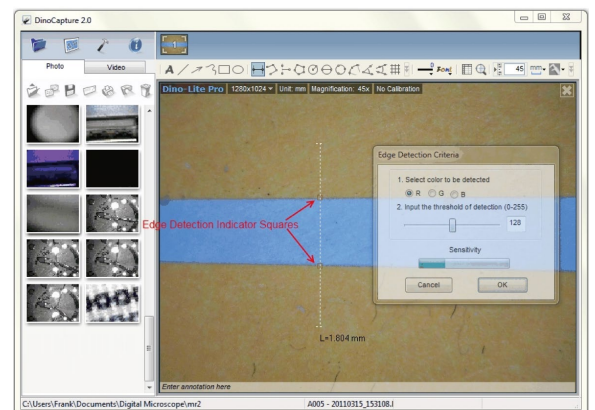 DinoCapture 2.0
1
Photo
Video
Font
45
Dino-Lite Pro 1280x1024 Unit: mm Magnification: 45x No Calibration
Edge Detection Criteria
1. Select color to be detected
R G B
2. Input the threshold of detection (0-255)
128
Sensitivity
Cancel OK
Edge Detection Indicator Squares
L=1.804 mm
Enter annotation here
C:\Users\Frank\Documents\Digital Microscope\mr2
A005 - 20110315_153108.l